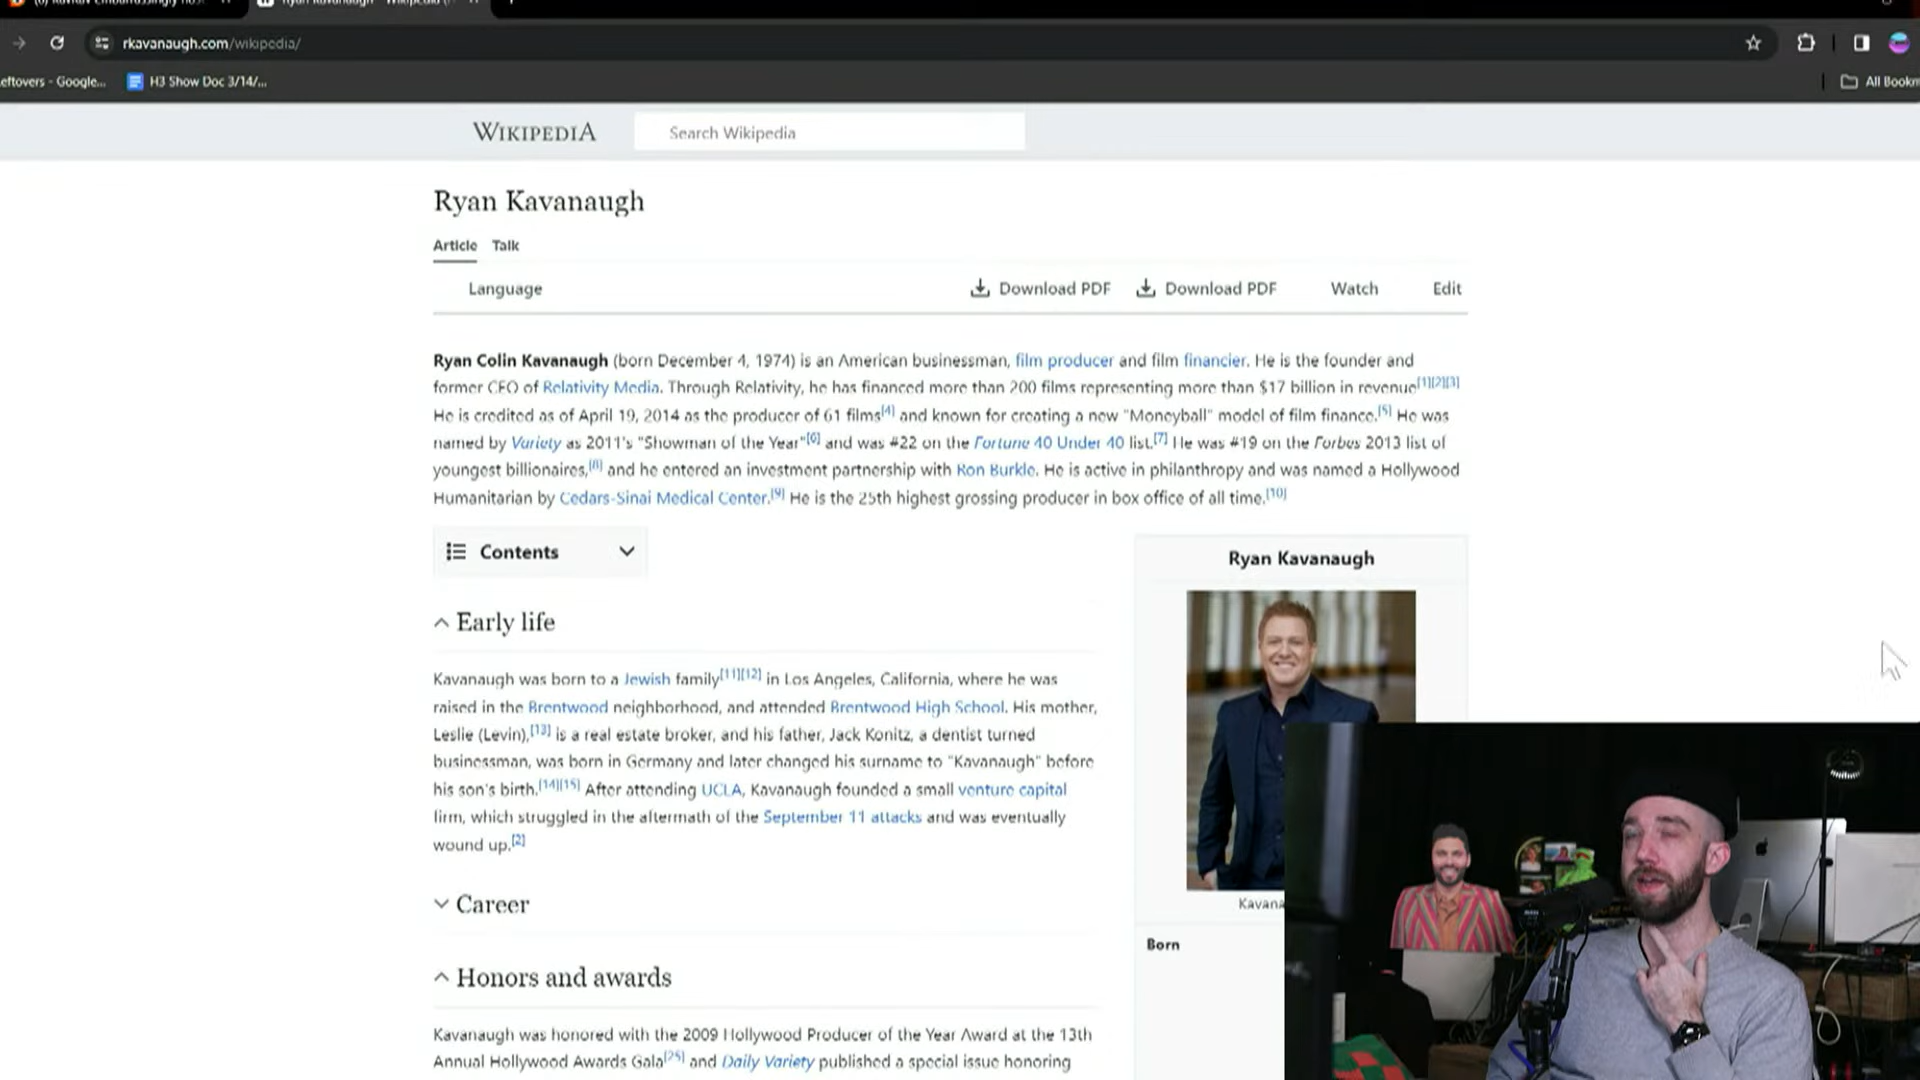 Ryan Kavanaugh
rkavanaugh.com/wikipedia/
eftovers - Google...
H3 Show Doc 3/14/...
All Bookm
WIKIPEDIA
Search Wikipedia
Ryan Kavanaugh
Article Talk
Language
Download PDF
Download PDF
Watch
Edit
Ryan Colin Kavanaugh (born December 4, 1974) is an American businessman, film producer and film financier. He is the founder and
former CEO of Relativity Media. Through Relativity, he has financed more than 200 films representing more than $17 billion in revenue[1][2][3]
He is credited as of April 19, 2014 as the producer of 61 films[4] and known for creating a new "Moneyball" model of film finance.[5] He was
named by Variety as 2011's "Showman of the Year"[6] and was #22 on the Fortune 40 Under 40 list.[7] He was #19 on the Forbes 2013 list of
youngest billionaires,[8] and he entered an investment partnership with Ron Burkle. He is active in philanthropy and was named a Hollywood
Humanitarian by Cedars-Sinai Medical Center.[9] He is the 25th highest grossing producer in box office of all time.[10]
Contents
Ryan Kavanaugh
Early life
Kavanaugh was born to a Jewish family[11][12] in Los Angeles, California, where he was
raised in the Brentwood neighborhood, and attended Brentwood High School. His mother,
Leslie (Levin),[13] is a real estate broker, and his father, Jack Konitz, a dentist turned
businessman, was born in Germany and later changed his surname to "Kavanaugh" before
his son's birth.[14][15] After attending UCLA, Kavanaugh founded a small venture capital
firm, which struggled in the aftermath of the September 11 attacks and was eventually
wound up.[2]
Kavana
Career
Born
Honors and awards
Kavanaugh was honored with the 2009 Hollywood Producer of the Year Award at the 13th
Annual Hollywood Awards Gala[25] and Daily Variety published a special issue honoring